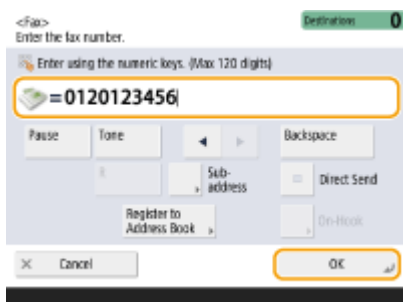 <Fax>
Destinations 0
Enter the fax number.
Enter using the numeric keys. (Max 120 digits)
=0120123456
Pause Tone Backspace
R Sub-address Direct Send
Register to Address Book On-Hook
Cancel OK